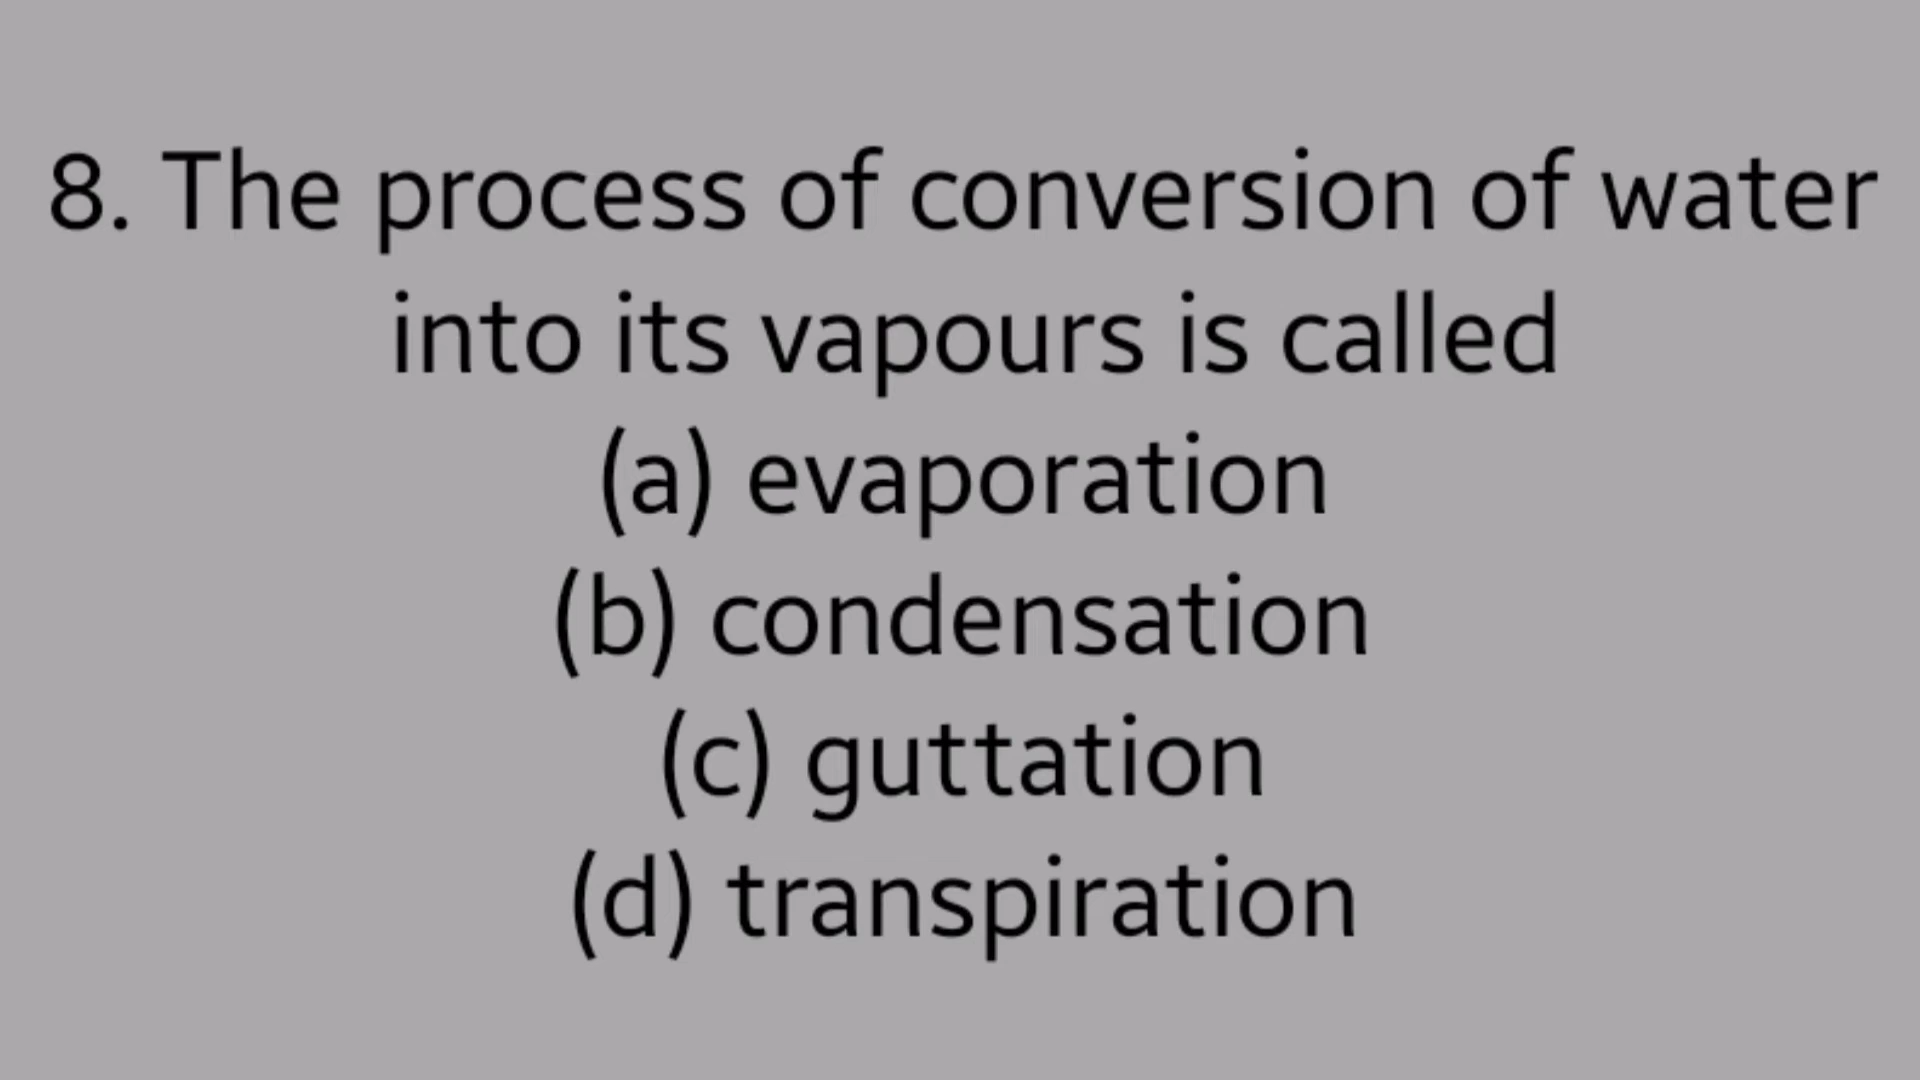 8. The process of conversion of water
into its vapours is called
(a) evaporation
(b) condensation
(c) guttation
(d) transpiration